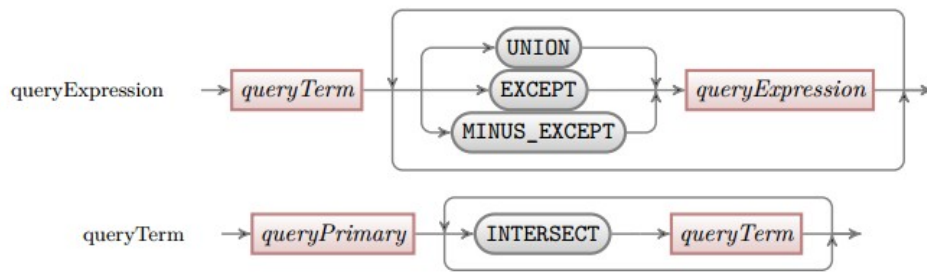 UNION
queryExpression queryTerm EXCEPT queryExpression
MINUS_EXCEPT
queryTerm queryPrimary INTERSECT queryTerm